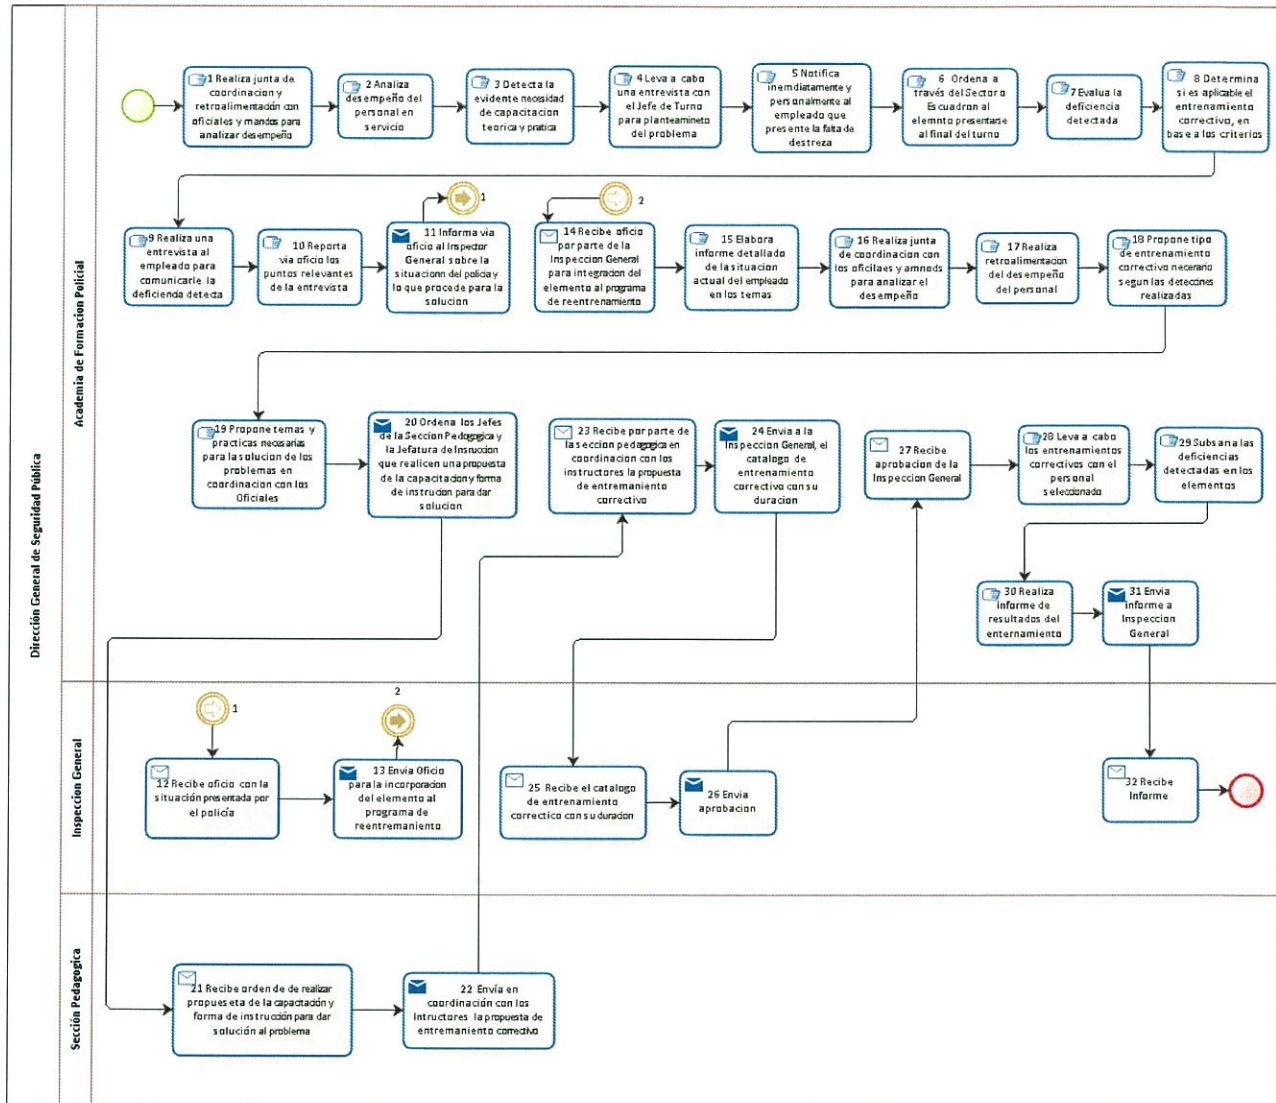 Dirección General de Seguridad Pública
Academia de Formacion Policial
1 Realiza junta de
coordinacion y
retroalimentación con
oficiales y mandos para
analizar desempeño
2 Analiza
desempeño del
personal en
servicio
3 Detecta la
evidente necesidad
de capacitacion
teorica y pratica
4 Leva a cabo
una entrevista con
el Jefe de Turno
para planteamineto
del problema
5 Notifica
inemdiatamente y
personalmente al
empleado que
presente la falta de
destreza
6 Ordena a
través del Sector o
Escuadron al
elemnto presentarse
al final del turno
7 Evalua la
deficiencia
detectada
8 Determina
si es aplicable el
entrenamiento
correctivo, en
base a los criterios
9 Realiza una
entrevista al
empleado para
comunicarle la
deficiencia detecta
10 Reporta
via oficio los
puntos relevantes
de la entrevista
11 Informa via
oficio al Inspector
General sobre la
situacionn del policia y
lo que procede para la
solucion
1
2
14 Recibe oficio
por parte de la
Inspeccion General
para integracion del
elemento al programa
de reentrenamiento
15 Elabora
informe detallado
de la situacion
actual del empleado
en los temas
16 Realiza junta
de coordinacion con
los oficilaes y amnods
para analizar el
desempeño
17 Realiza
retroalimentacion
del desempeño
del personal
18 Propone tipo
de entrenamiento
correctivo necesario
segun las deteciones
realizadas
19 Propone temas y
practicas necesarias
para la solucion de los
problemas en
coordinacion con los
Oficiales
20 Ordena los Jefes
de la Seccion Pedagogica y
la Jefatura de Insruccion
que realicen una propuesta
de la capacitacion y forma
de instrucion para dar
solucion
23 Recibe por parte de
la seccion pedagogica en
coordinacion con los
instructores la propuesta
de entremamiento
correctivo
24 Envia a la
Inspeccion General, el
catalogo de
entrenamiento
correctivo con su
duracion
27 Recibe
aprobacion de la
Inspeccion General
28 Leva a cabo
los entrenamientos
correctivos con el
personal
seleccionado
29 Subsana las
deficiencias
detectadas en los
elementos
30 Realiza
informe de
resultados del
enternamiento
31 Envia
informe a
Inspeccion
General
Inspeccion General
1
12 Recibe oficio con la
situación presentada por
el policía
2
13 Envia Oficio
para la incorporacion
del elemento al
programa de
reentremaniento
25 Recibe el catalogo
de entrenamiento
correctico con su duracion
26 Envia
aprobacion
32 Recibe
Informe
Sección Pedagogica
21 Recibe orden de de realizar
propueseta de la capacitación y
forma de instrucción para dar
solución al problema
22 Envía en
coordinación con los
Intructores la propuesta de
entremamiento correctivo